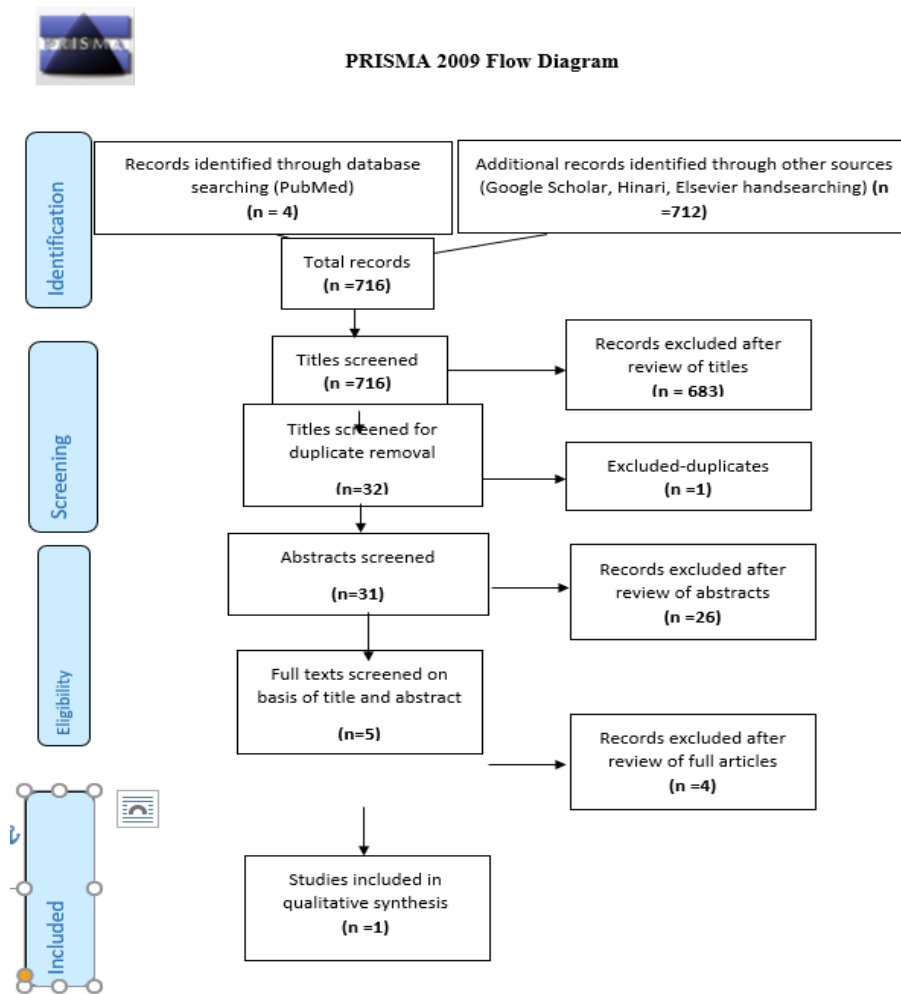 PRISMA
PRISMA 2009 Flow Diagram
Identification
Records identified through database
searching (PubMed)
(n = 4)
Additional records identified through other sources
(Google Scholar, Hinari, Elsevier handsearching) (n
=712)
Total records
(n =716)
Screening
Titles screened
(n =716)
Records excluded after
review of titles
(n = 683)
Titles screened for
duplicate removal
(n=32)
Excluded-duplicates
(n =1)
Eligibility
Abstracts screened
(n=31)
Records excluded after
review of abstracts
(n =26)
Full texts screened on
basis of title and abstract
(n=5)
Records excluded after
review of full articles
(n =4)
Included
Studies included in
qualitative synthesis
(n =1)